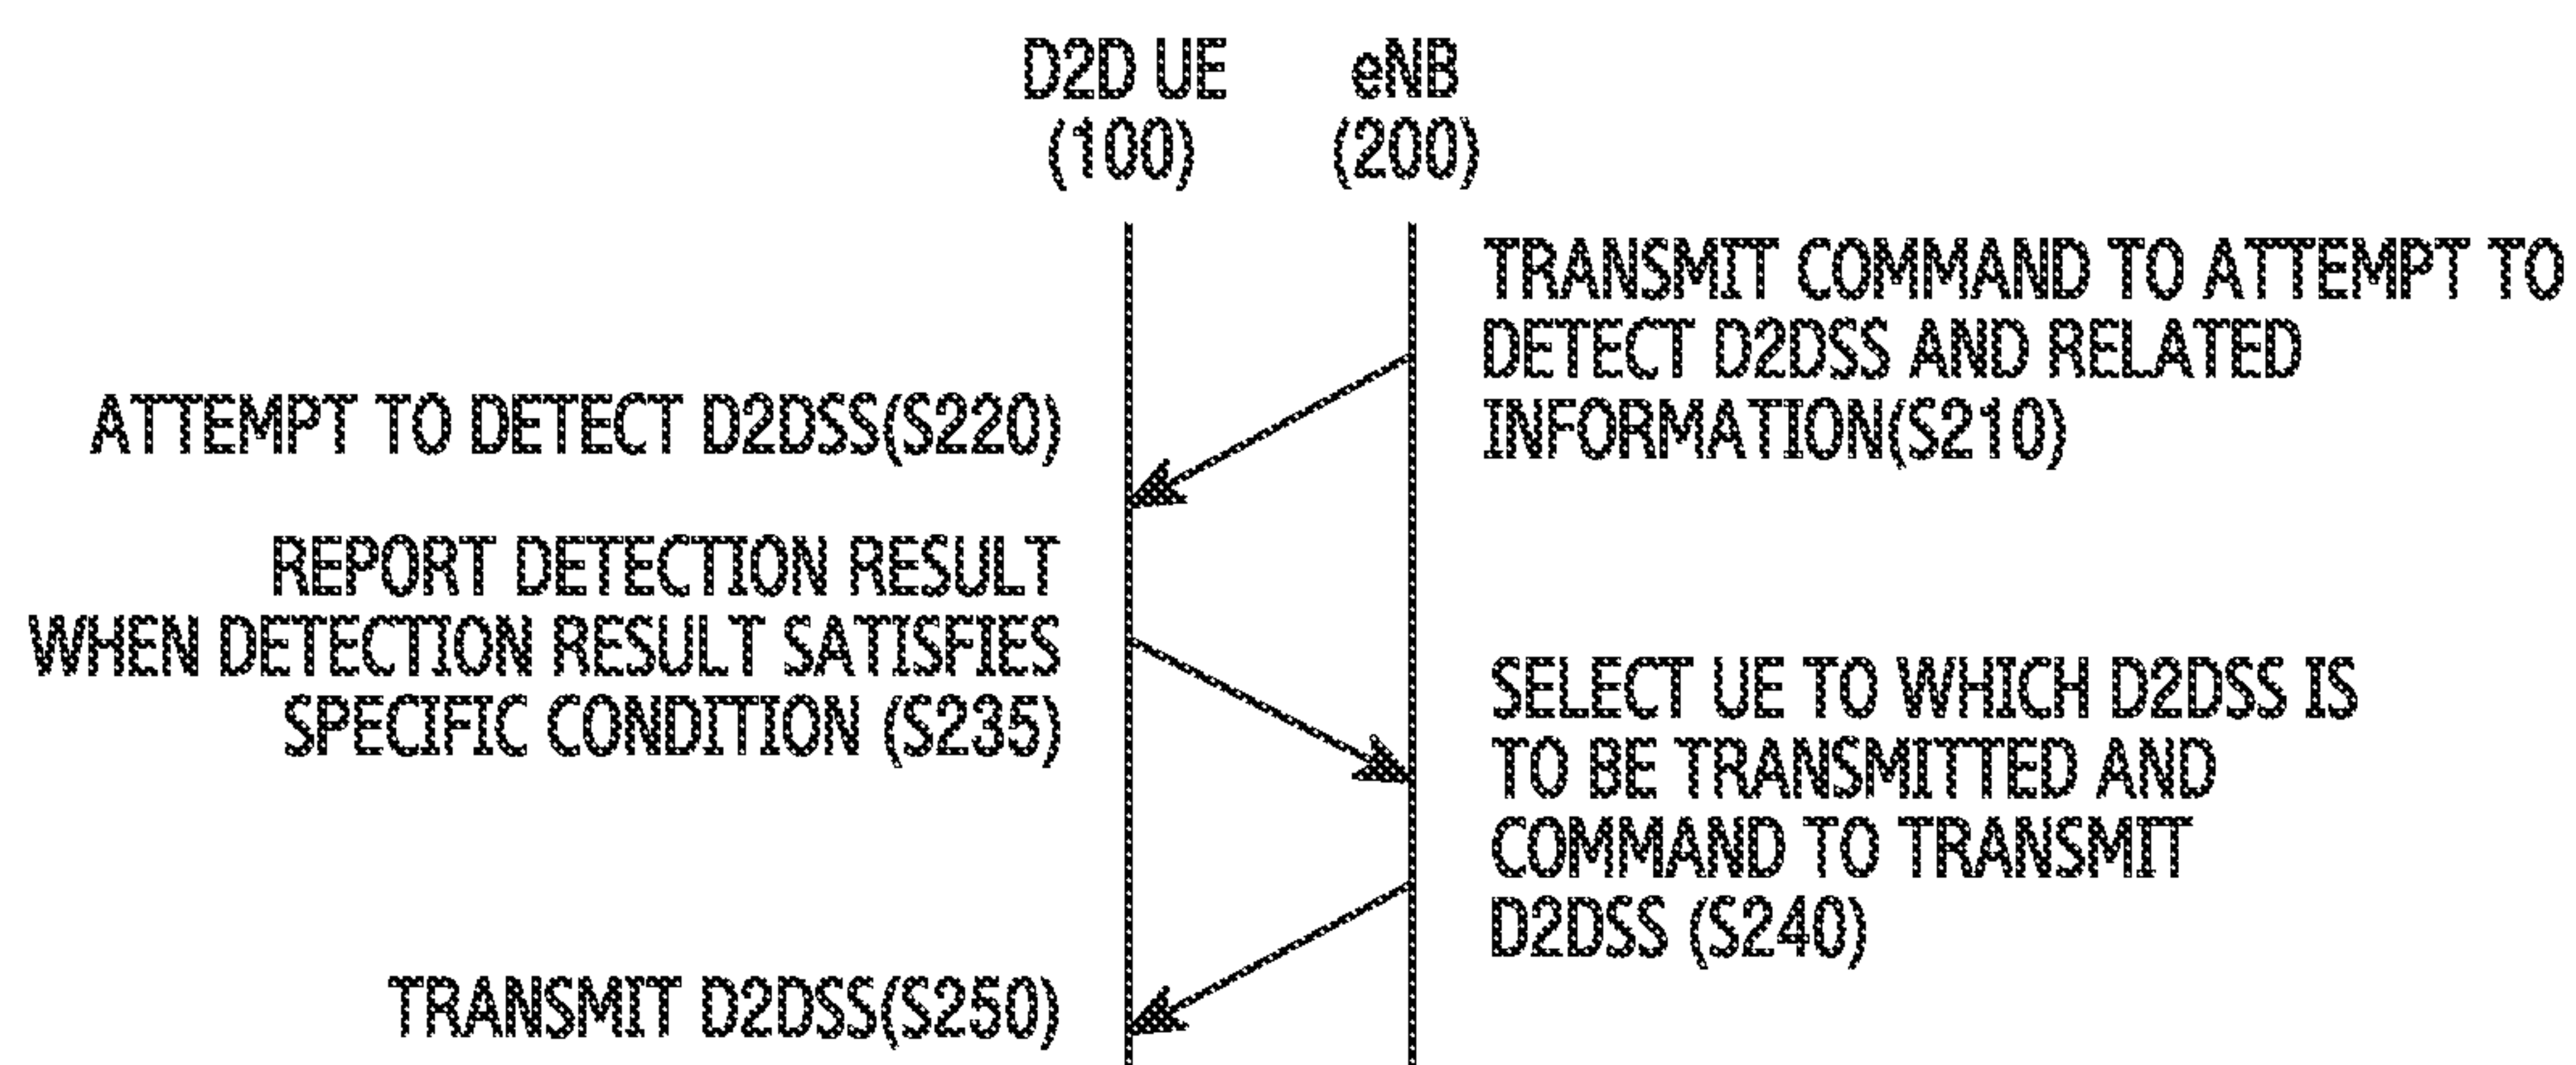 D2D UE
(100)
eNB
(200)
TRANSMIT COMMAND TO ATTEMPT TO
DETECT D2DSS AND RELATED
INFORMATION(S210)
ATTEMPT TO DETECT D2DSS(S220)
REPORT DETECTION RESULT
WHEN DETECTION RESULT SATISFIES
SPECIFIC CONDITION (S235)
SELECT UE TO WHICH D2DSS IS
TO BE TRANSMITTED AND
COMMAND TO TRANSMIT
D2DSS (S240)
TRANSMIT D2DSS(S250)